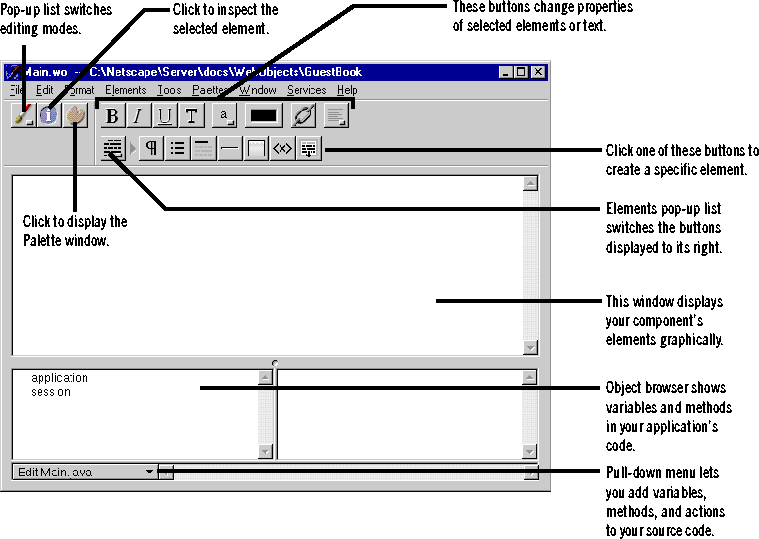 Pop-up list switches
editing modes.
Click to inspect the
selected element.
These buttons change properties
of selected elements or text.
Main.wo -- C:\Netscape\Server\docs\WebObjects\GuestBook
File Edit Format Elements Tools Palettes Window Services Help
B I U T a
¶ <x>
Click one of these buttons to
create a specific element.
Click to display the
Palette window.
Elements pop-up list
switches the buttons
displayed to its right.
This window displays
your component's
elements graphically.
application
session
Object browser shows
variables and methods
in your application's
code.
Edit Main.java
Pull-down menu lets
you add variables,
methods, and actions
to your source code.